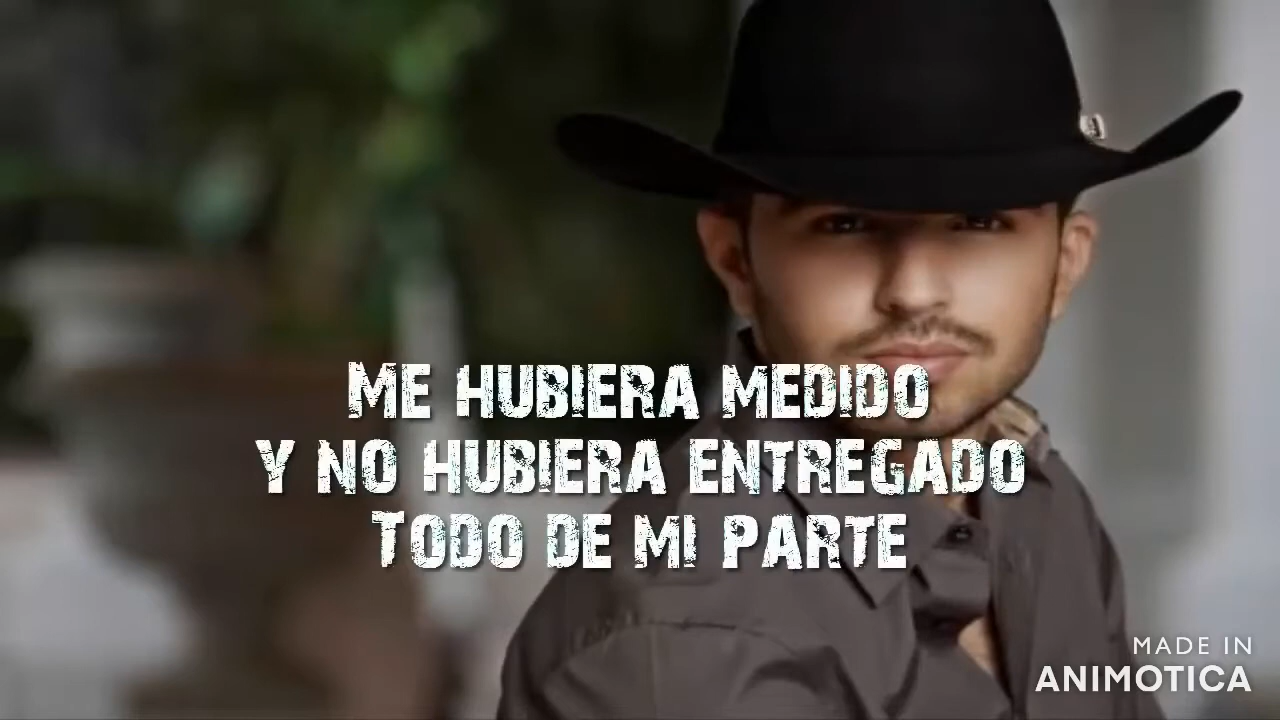 ME HUBIERA MEDIDO
Y NO HUBIERA ENTREGADO
TODO DE MI PARTE
MADE IN
ANIMOTICA